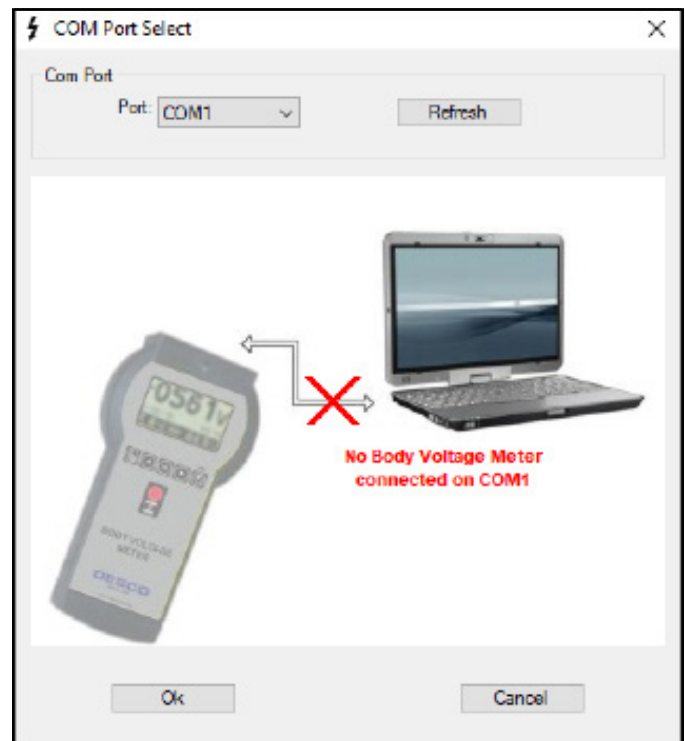 COM Port Select
Com Port
Port:
COM1
Refresh
0561V
No Body Voltage Meter
connected on COM1
BODY VOLTAGE
METER
DESCO
Ok
Cancel